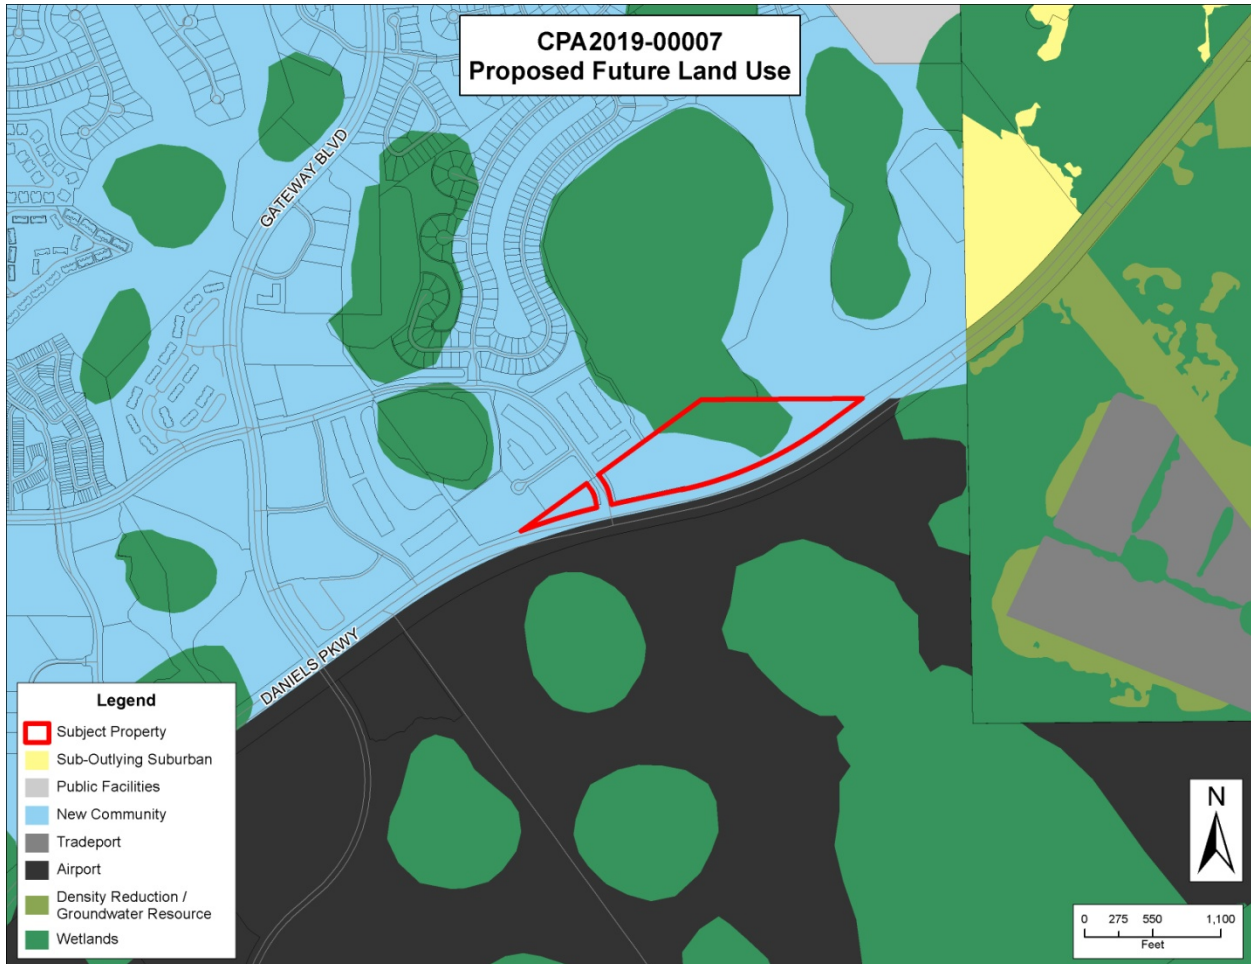 CPA2019-00007
Proposed Future Land Use
GATEWAY BLVD
DANIELS PKWY
Legend
Subject Property
Sub-Outlying Suburban
Public Facilities
New Community
Tradeport
Airport
Density Reduction /
Groundwater Resource
Wetlands
N
0 275 550 1,100
Feet